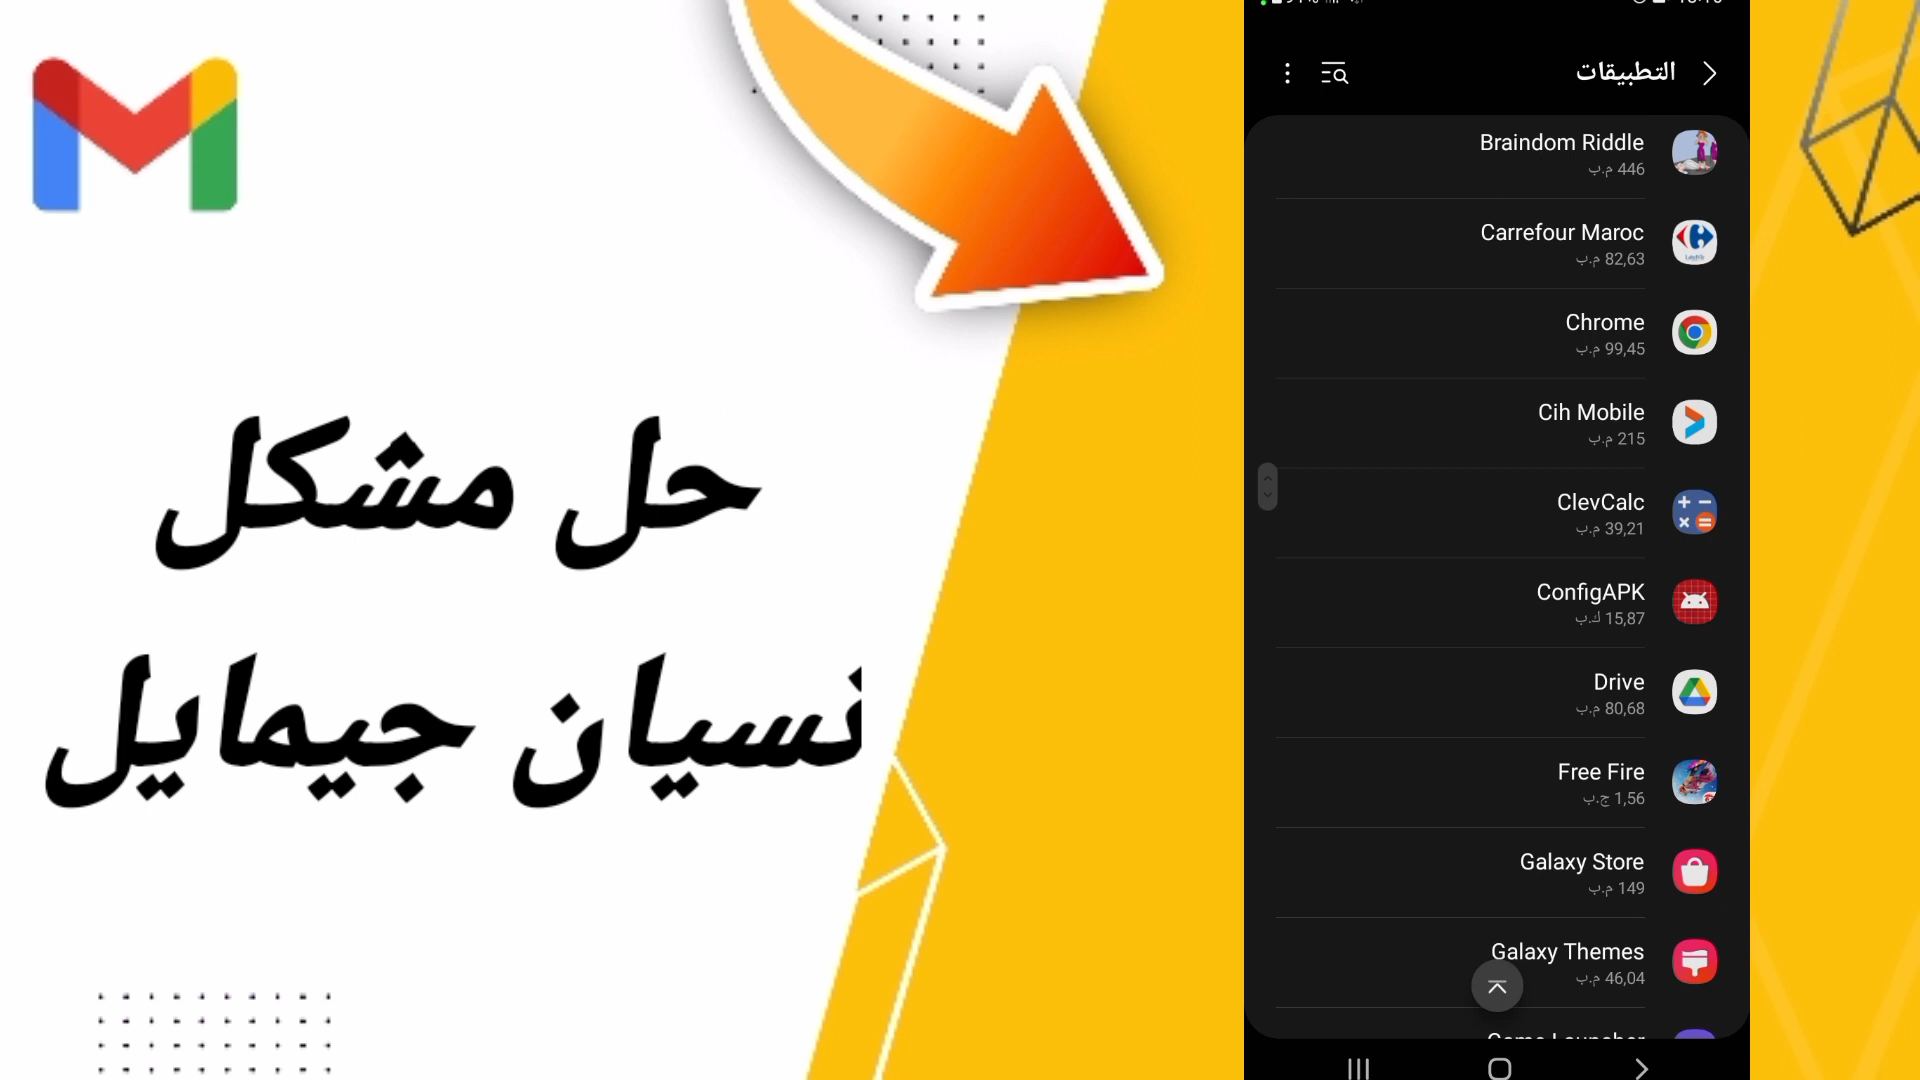 حل مشكل
نسيان جيمايل
التطبيقات
Braindom Riddle
446 م.ب
Carrefour Maroc
82,63 م.ب
Chrome
99,45 م.ب
Cih Mobile
215 م.ب
ClevCalc
39,21 م.ب
ConfigAPK
15,87 ك.ب
Drive
80,68 م.ب
Free Fire
1,56 ج.ب
Galaxy Store
149 م.ب
Galaxy Themes
46,04 م.ب